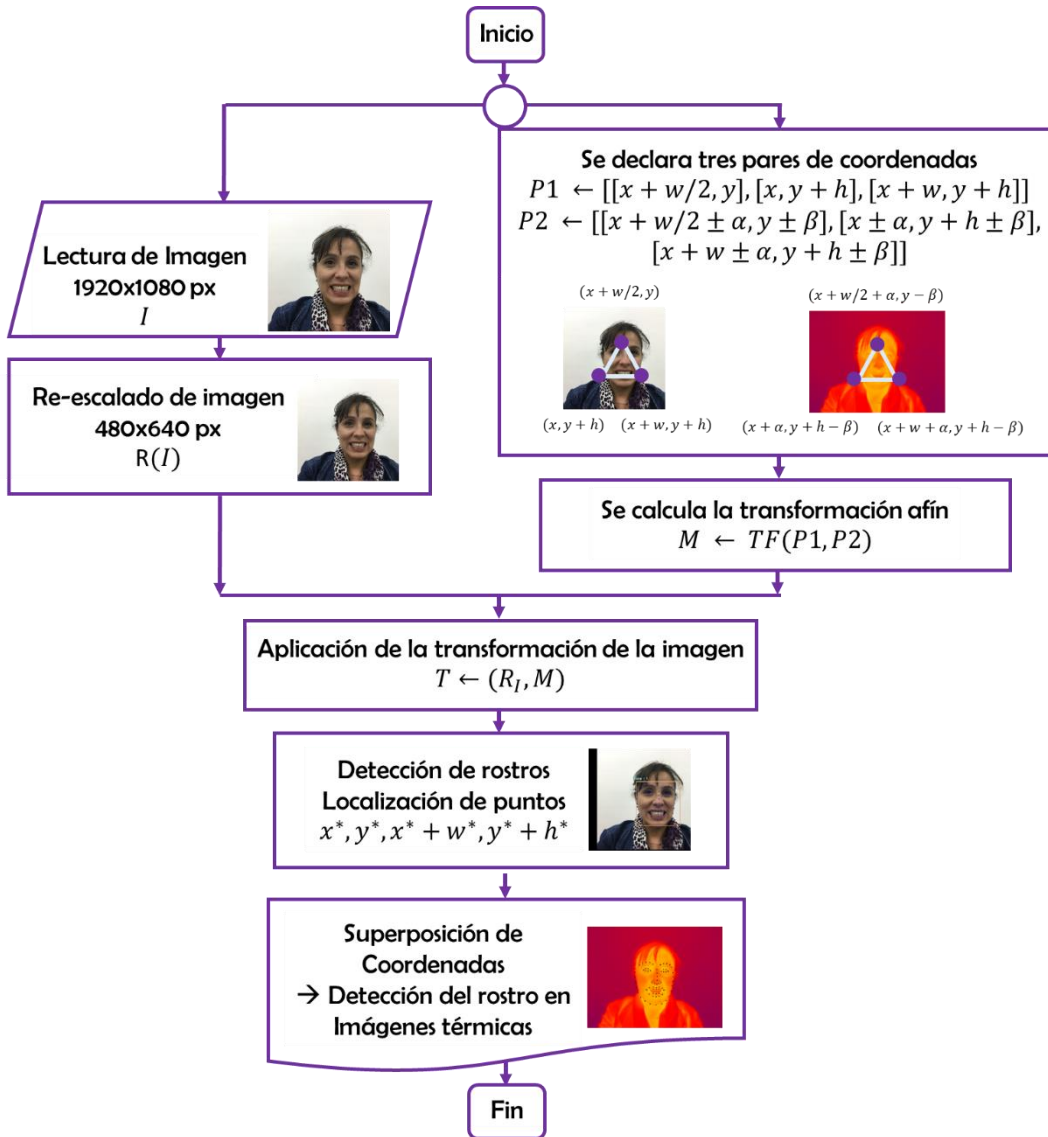 Inicio
Lectura de Imagen
1920x1080 px
I
Re-escalado de imagen
480x640 px
R(I)
Se declara tres pares de coordenadas
P1 ← [[x + w/2, y], [x, y + h], [x + w, y + h]]
P2 ← [[x + w/2 ± α, y ± β], [x ± α, y + h ± β],
[x + w ± α, y + h ± β]]
(x + w/2, y)
(x + w/2 + α, y − β)
(x, y + h)
(x + w, y + h)
(x + α, y + h − β)
(x + w + α, y + h − β)
Se calcula la transformación afín
M ← TF(P1, P2)
Aplicación de la transformación de la imagen
T ← (R_I, M)
Detección de rostros
Localización de puntos
x*, y*, x* + w*, y* + h*
Superposición de
Coordenadas
→ Detección del rostro en
Imágenes térmicas
Fin